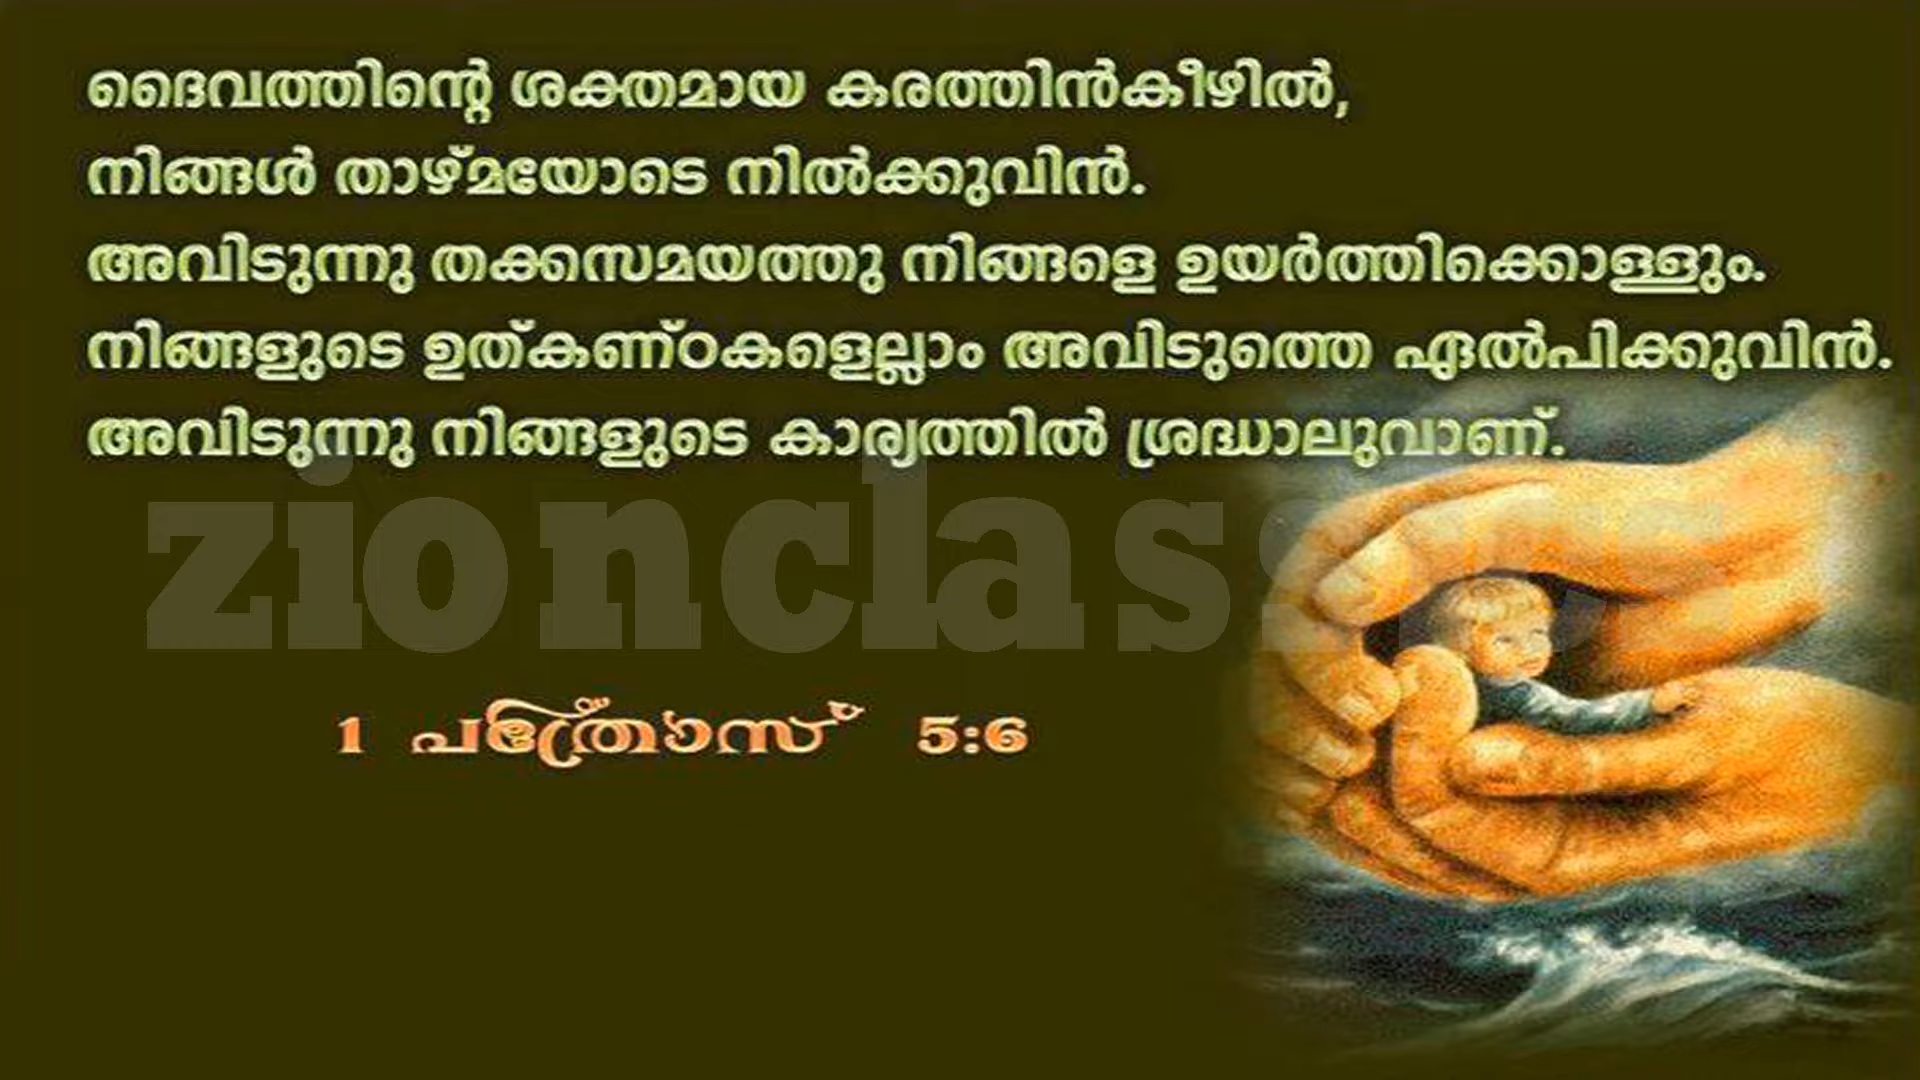 ദൈവത്തിന്റെ ശക്തമായ കരത്തിൻകീഴിൽ,
നിങ്ങൾ താഴ്മയോടെ നിൽക്കുവിൻ.
അവിടുന്നു തക്കസമയത്തു നിങ്ങളെ ഉയർത്തിക്കൊള്ളും.
നിങ്ങളുടെ ഉത്കണ്ഠകളെല്ലാം അവിടുത്തെ ഏൽപിക്കുവിൻ.
അവിടുന്നു നിങ്ങളുടെ കാര്യത്തിൽ ശ്രദ്ധാലുവാണ്.
1 പത്രോസ് 5:6